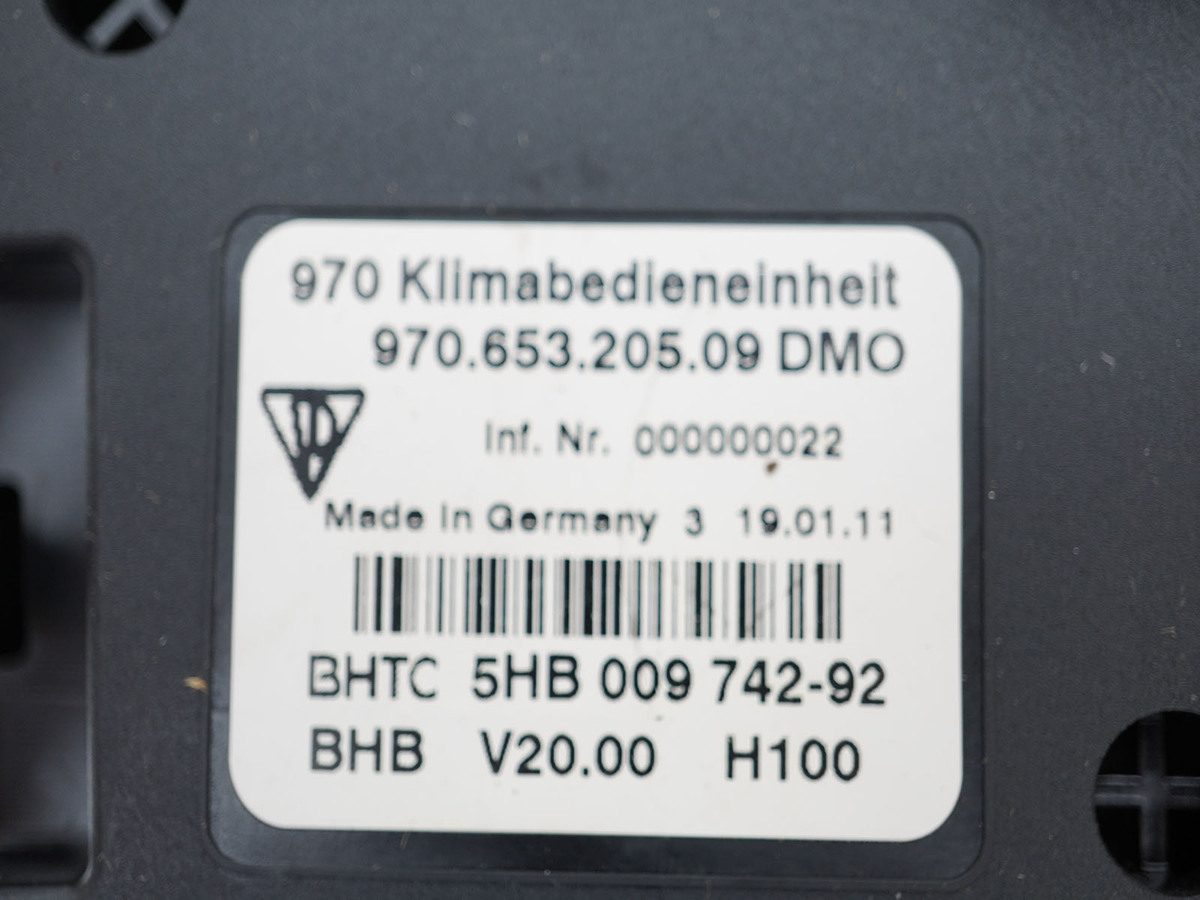 970 Klimabedieneinheit
970.653.205.09 DMO
Inf. Nr. 000000022
Made in Germany 3 19.01.11
BHTC 5HB 009 742-92
BHB V20.00 H100